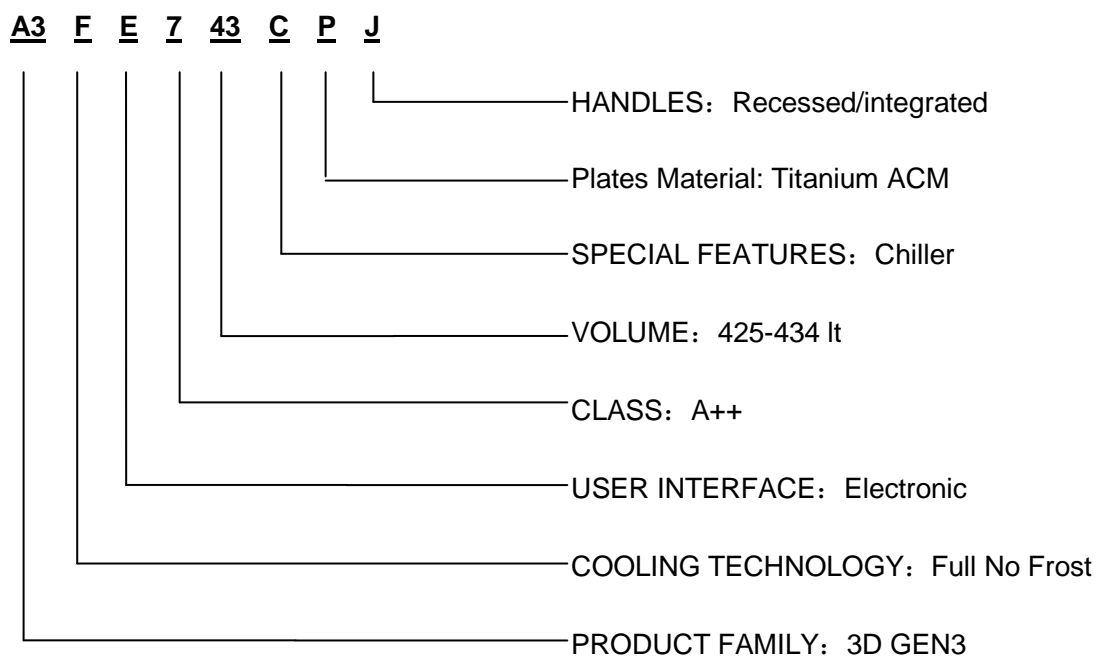 A3 F E 7 43 C P J
HANDLES：Recessed/integrated
Plates Material: Titanium ACM
SPECIAL FEATURES：Chiller
VOLUME：425-434 lt
CLASS：A++
USER INTERFACE：Electronic
COOLING TECHNOLOGY：Full No Frost
PRODUCT FAMILY：3D GEN3